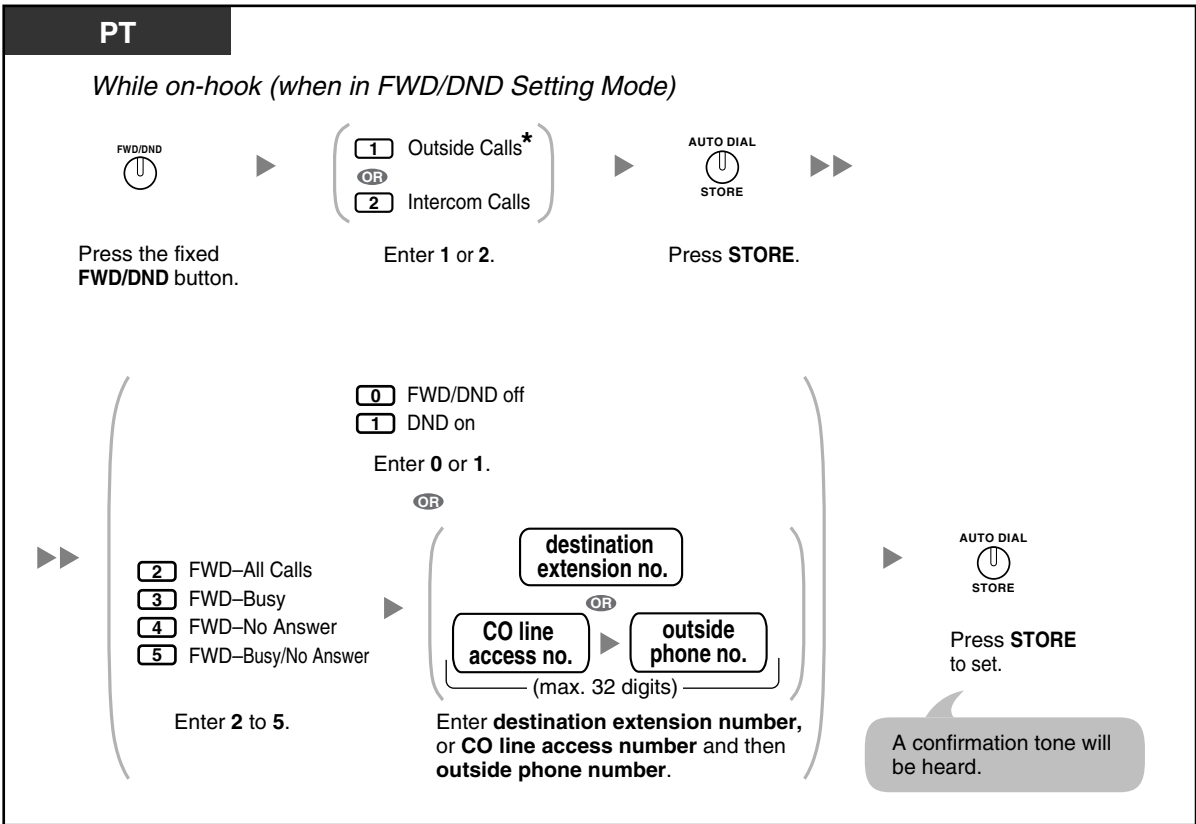 PT
While on-hook (when in FWD/DND Setting Mode)
FWD/DND
1 Outside Calls*
OR
2 Intercom Calls
AUTO DIAL
STORE
Press the fixed
FWD/DND button.
Enter 1 or 2.
Press STORE.
0 FWD/DND off
1 DND on
Enter 0 or 1.
OR
2 FWD–All Calls
3 FWD–Busy
4 FWD–No Answer
5 FWD–Busy/No Answer
Enter 2 to 5.
destination
extension no.
OR
CO line
access no.
outside
phone no.
(max. 32 digits)
Enter destination extension number,
or CO line access number and then
outside phone number.
AUTO DIAL
STORE
Press STORE
to set.
A confirmation tone will
be heard.